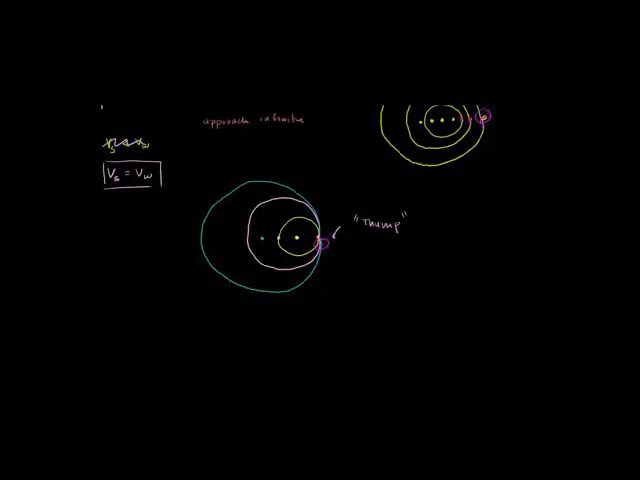 approach infinite
Vs = Vw
"Thump"